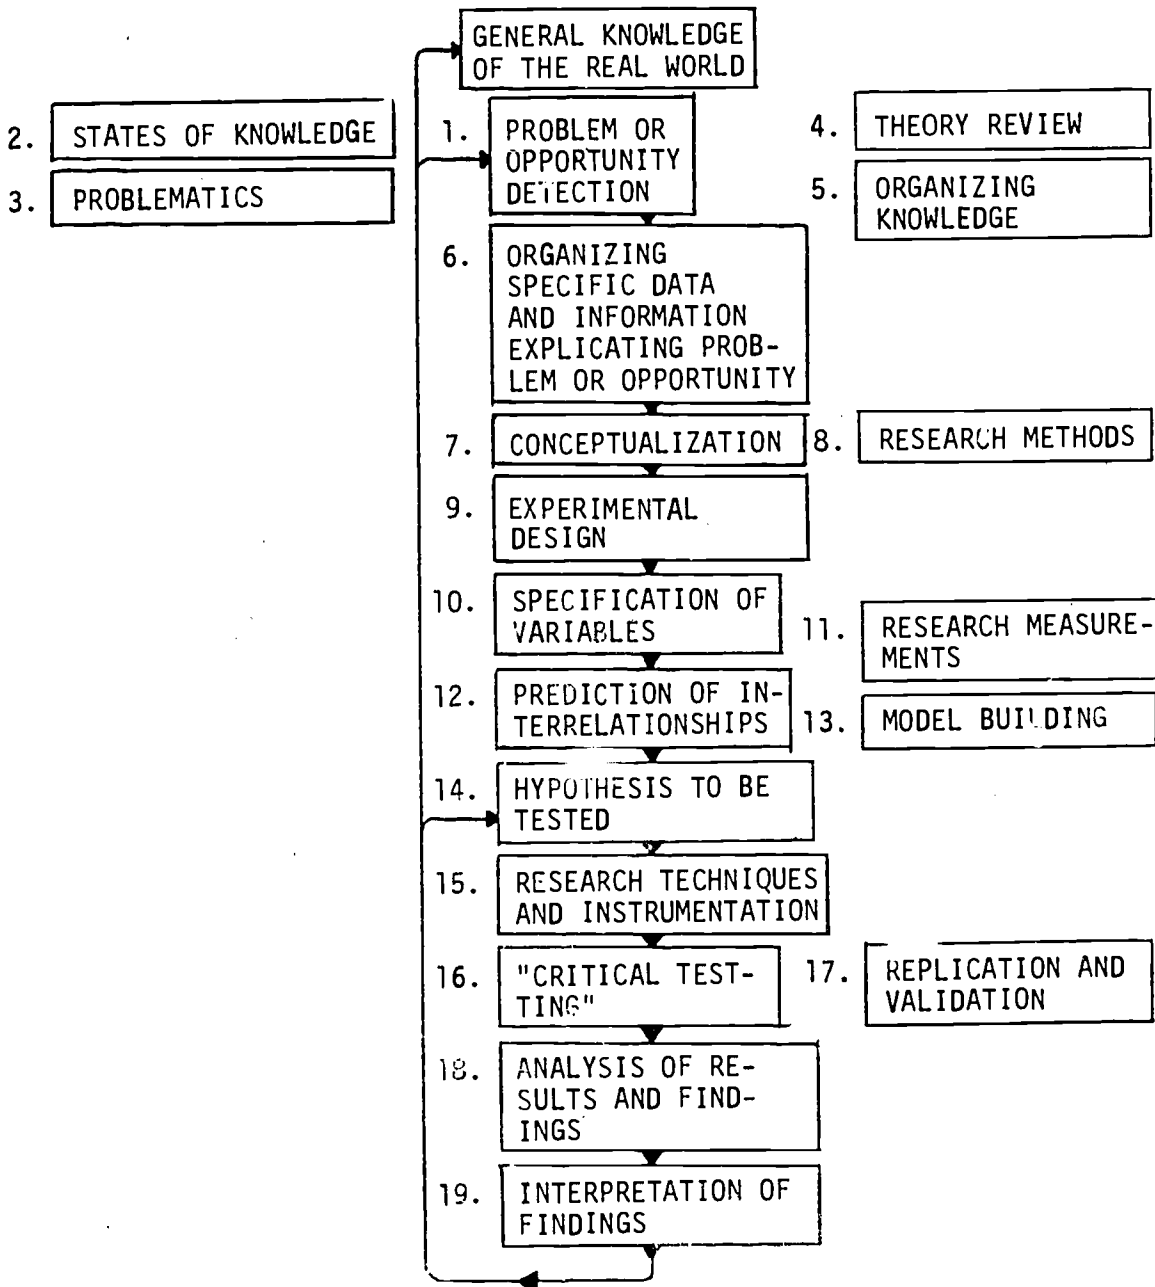 GENERAL KNOWLEDGE
OF THE REAL WORLD
2. STATES OF KNOWLEDGE
3. PROBLEMATICS
1. PROBLEM OR
OPPORTUNITY
DETECTION
4. THEORY REVIEW
5. ORGANIZING
KNOWLEDGE
6. ORGANIZING
SPECIFIC DATA
AND INFORMATION
EXPLICATING PROB-
LEM OR OPPORTUNITY
7. CONCEPTUALIZATION
8. RESEARCH METHODS
9. EXPERIMENTAL
DESIGN
10. SPECIFICATION OF
VARIABLES
11. RESEARCH MEASURE-
MENTS
12. PREDICTION OF IN-
TERRELATIONSHIPS
13. MODEL BUILDING
14. HYPOTHESIS TO BE
TESTED
15. RESEARCH TECHNIQUES
AND INSTRUMENTATION
16. "CRITICAL TEST-
TING"
17. REPLICATION AND
VALIDATION
18. ANALYSIS OF RE-
SULTS AND FIND-
INGS
19. INTERPRETATION OF
FINDINGS